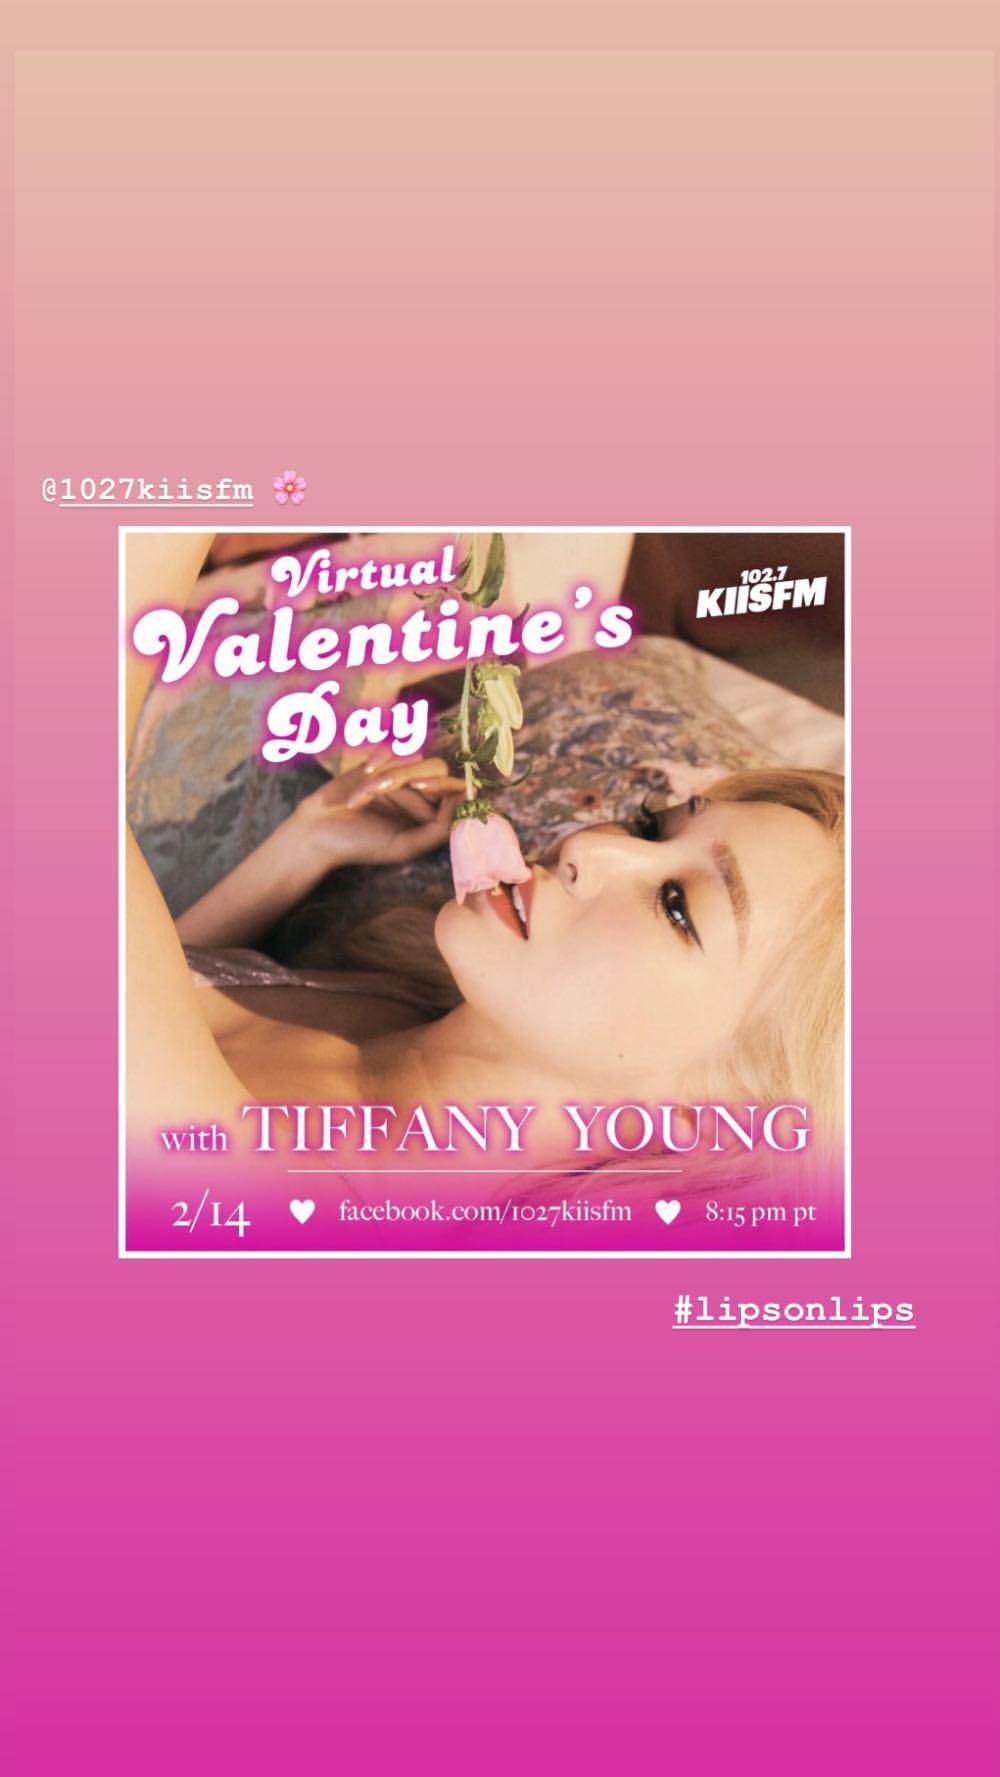 @1027kiisfm 🌸
Virtual
Valentine's
Day
102.7
KIISFM
with TIFFANY YOUNG
2/14 ♥ facebook.com/1027kiisfm ♥ 8:15 pm pt
#lipsonlips